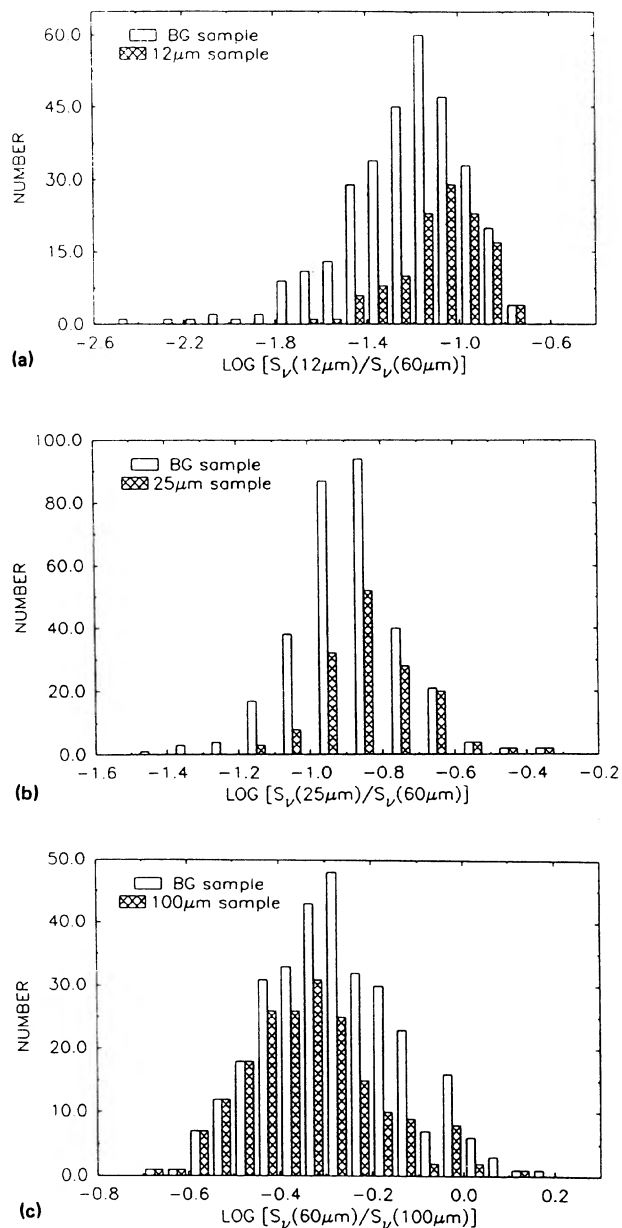 60.0
BG sample
12μm sample
45.0
NUMBER
30.0
15.0
0.0
−2.6 −2.2 −1.8 −1.4 −1.0 −0.6
(a)
LOG [Sν(12μm)/Sν(60μm)]
100.0
BG sample
25μm sample
80.0
60.0
NUMBER
40.0
20.0
0.0
−1.6 −1.4 −1.2 −1.0 −0.8 −0.6 −0.4 −0.2
(b)
LOG [Sν(25μm)/Sν(60μm)]
50.0
BG sample
100μm sample
40.0
30.0
NUMBER
20.0
10.0
0.0
−0.8 −0.6 −0.4 −0.2 0.0 0.2
(c)
LOG [Sν(60μm)/Sν(100μm)]